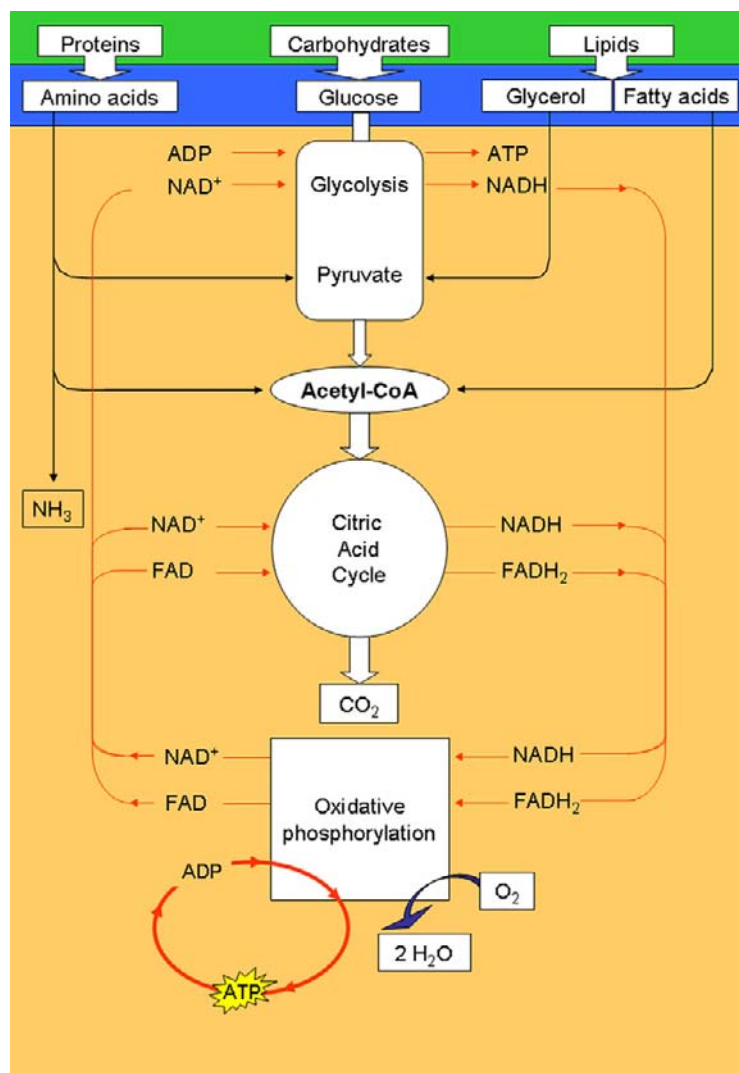 Proteins
Carbohydrates
Lipids
Amino acids
Glucose
Glycerol
Fatty acids
ADP
ATP
NAD⁺
Glycolysis
NADH
Pyruvate
Acetyl-CoA
NH₃
NAD⁺
Citric
Acid
Cycle
NADH
FAD
FADH₂
CO₂
NAD⁺
NADH
FAD
Oxidative
phosphorylation
FADH₂
ADP
O₂
2 H₂O
ATP